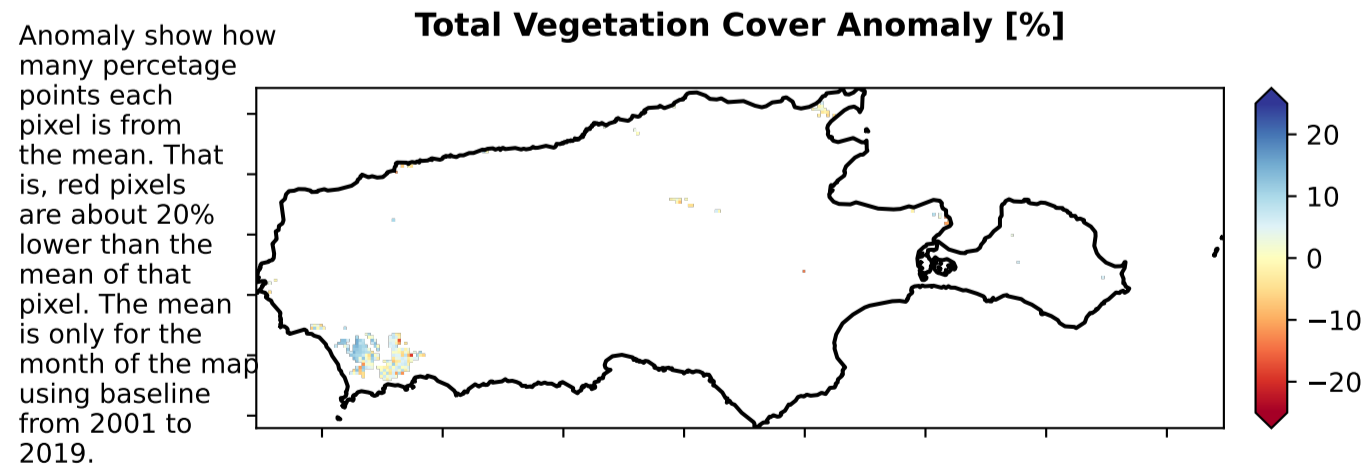 Total Vegetation Cover Anomaly [%]
Anomaly show how
many percetage
points each
pixel is from
the mean. That
is, red pixels
are about 20%
lower than the
mean of that
pixel. The mean
is only for the
month of the map
using baseline
from 2001 to
2019.
20
10
0
−10
−20